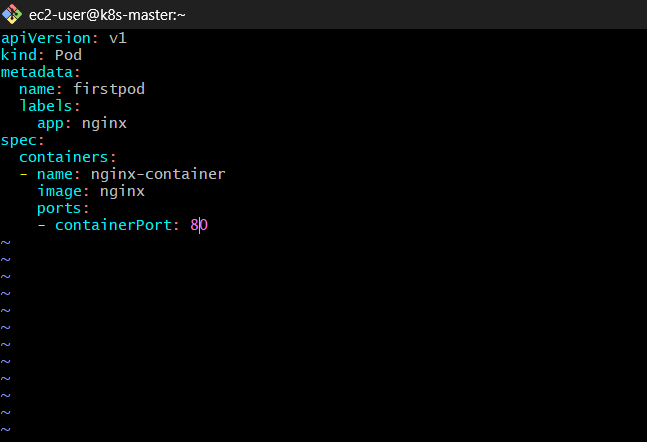 ec2-user@k8s-master:~
apiVersion: v1
kind: Pod
metadata:
  name: firstpod
  labels:
    app: nginx
spec:
  containers:
  - name: nginx-container
    image: nginx
    ports:
    - containerPort: 80
~
~
~
~
~
~
~
~
~
~
~
~